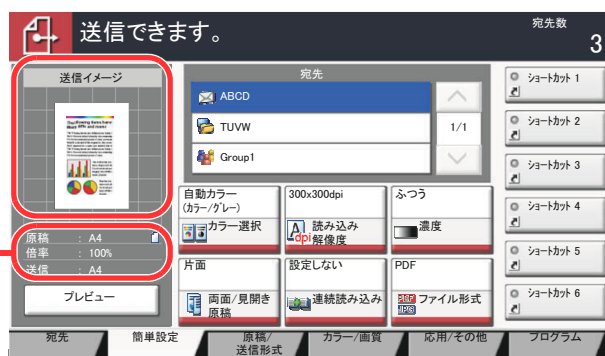 送信できます。
宛先数
3
送信イメージ
原稿 : A4
倍率 : 100%
送信 : A4
プレビュー
宛先
ABCD
TUVW
Group1
1/1
自動カラー
(カラー/グレー)
カラー選択
300x300dpi
読み込み
解像度
dpi
ふつう
濃度
片面
両面/見開き
原稿
設定しない
連続読み込み
PDF
ファイル形式
ショートカット 1
ショートカット 2
ショートカット 3
ショートカット 4
ショートカット 5
ショートカット 6
宛先
簡単設定
原稿/
送信形式
カラー/画質
応用/その他
プログラム